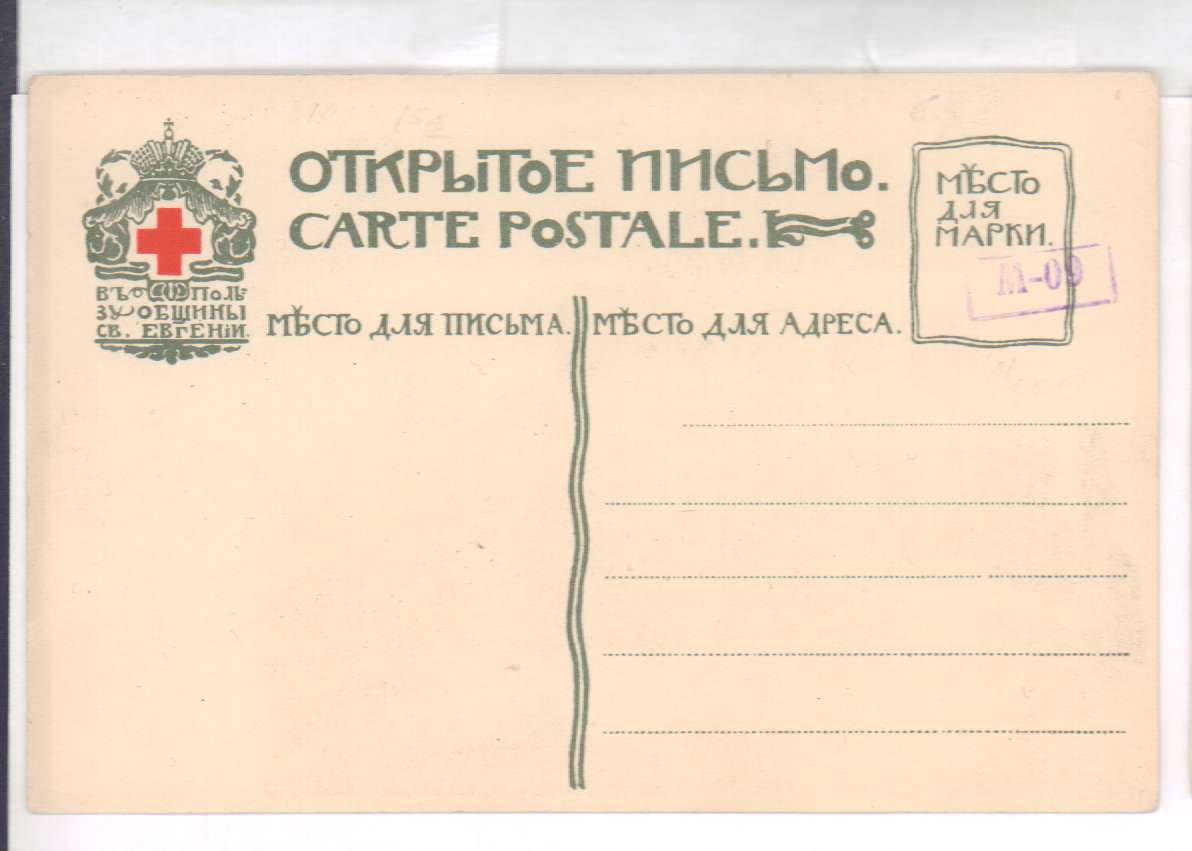 ОТКРЫТОЕ ПИСЬМО.
CARTE POSTALE.
ВЪ ПОЛЬ-
ЗУ ОБЩИНЫ
СВ. ЕВГЕНІИ.
МѢСТО ДЛЯ ПИСЬМА.
МѢСТО ДЛЯ АДРЕСА.
МѢСТО
ДЛЯ
МАРКИ.
М-09